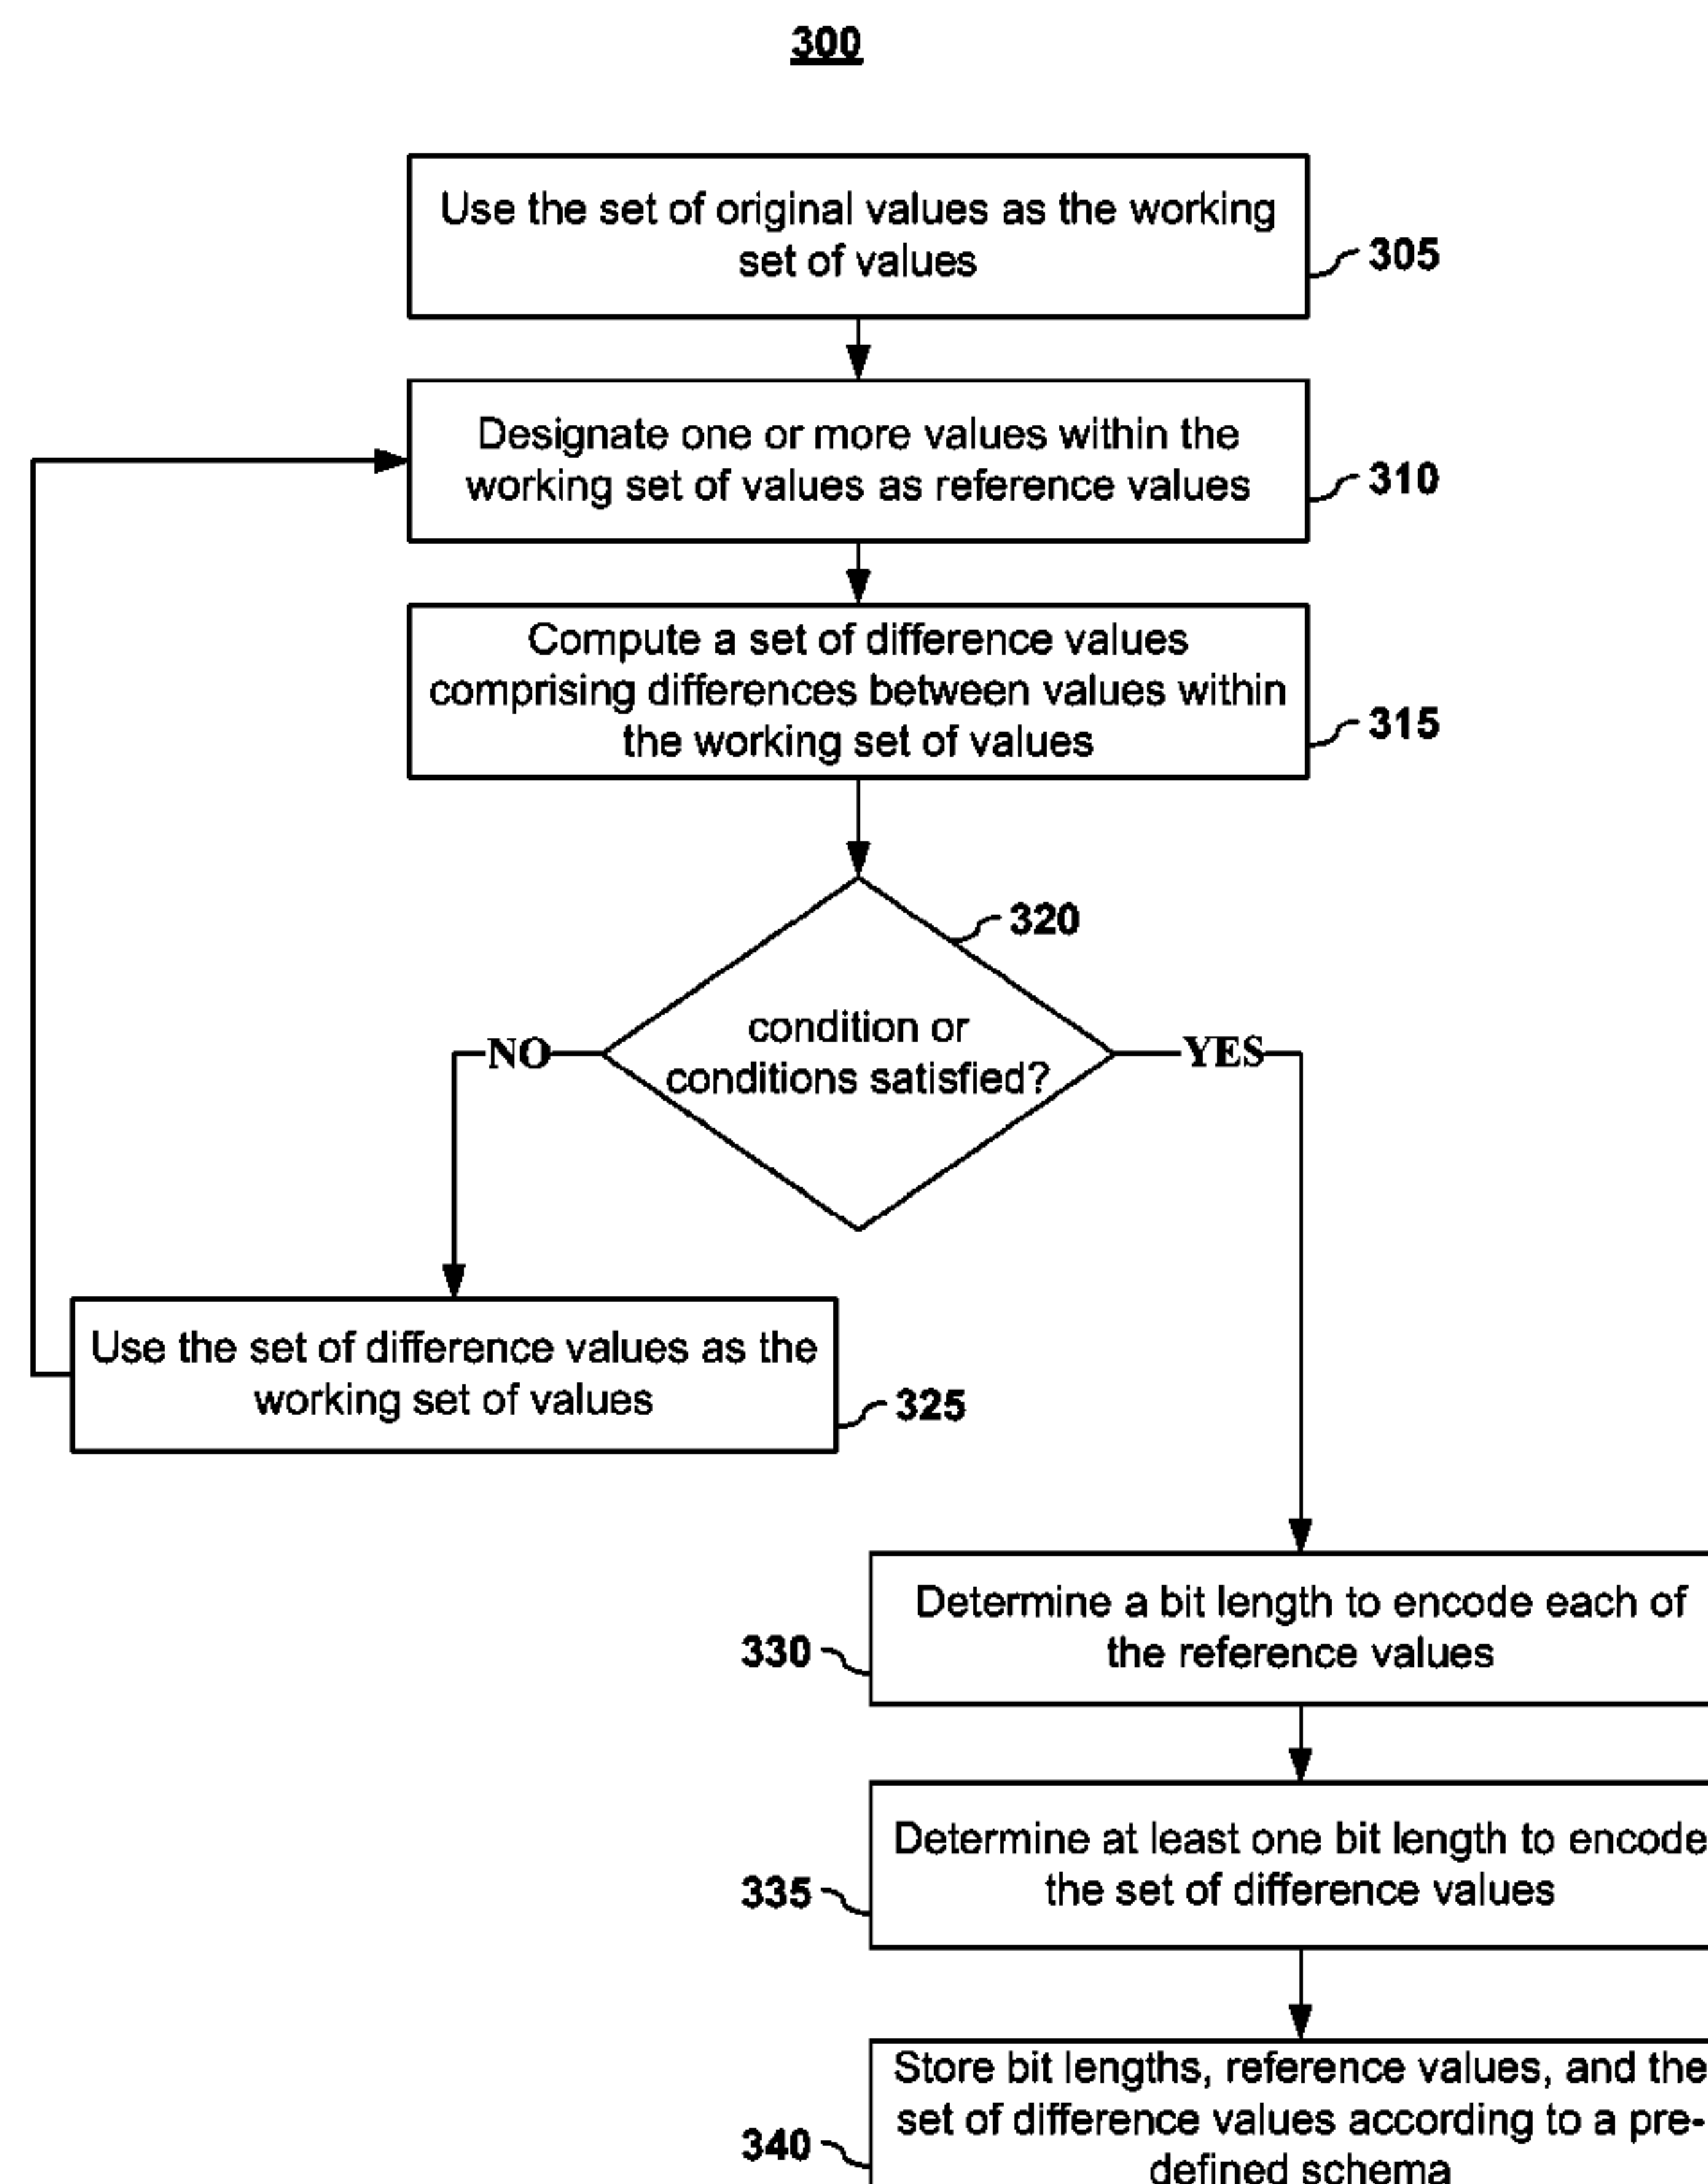 300
Use the set of original values as the working
set of values
305
Designate one or more values within the
working set of values as reference values
310
Compute a set of difference values
comprising differences between values within
the working set of values
315
320
condition or
conditions satisfied?
NO
YES
Use the set of difference values as the
working set of values
325
Determine a bit length to encode each of
the reference values
330
Determine at least one bit length to encode
the set of difference values
335
Store bit lengths, reference values, and the
set of difference values according to a pre-
defined schema
340